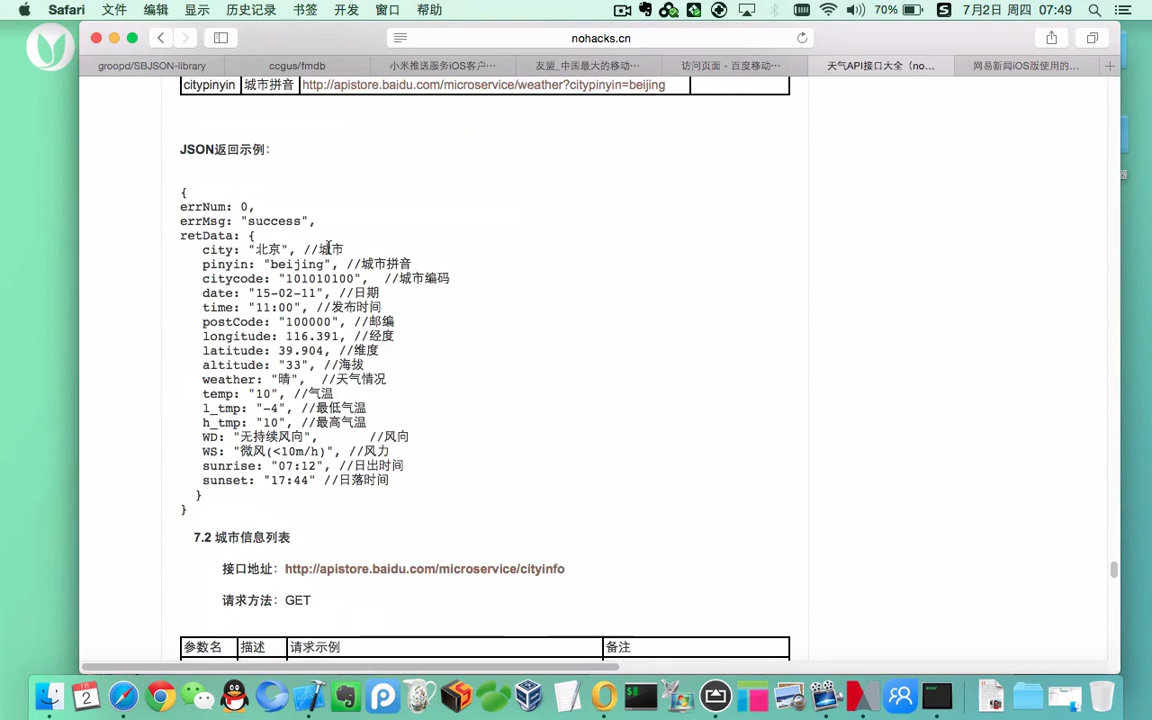 Safari 文件 编辑 显示 历史记录 书签 开发 窗口 帮助 70% 7月2日 周四 07:49
nohacks.cn
groopd/SBJSON-library ccgus/fmdb 小米推送服务iOS客户… 友盟_中国最大的移动… 访问页面 - 百度移动… 天气API接口大全（no… 网易新闻iOS版使用的…
citypinyin 城市拼音 http://apistore.baidu.com/microservice/weather?citypinyin=beijing
JSON返回示例：
{
errNum: 0,
errMsg: "success",
retData: {
city: "北京", //城市
pinyin: "beijing", //城市拼音
citycode: "101010100", //城市编码
date: "15-02-11", //日期
time: "11:00", //发布时间
postCode: "100000", //邮编
longitude: 116.391, //经度
latitude: 39.904, //维度
altitude: "33", //海拔
weather: "晴", //天气情况
temp: "10", //气温
l_tmp: "-4", //最低气温
h_tmp: "10", //最高气温
WD: "无持续风向", //风向
WS: "微风(<10m/h)", //风力
sunrise: "07:12", //日出时间
sunset: "17:44" //日落时间
}
}
7.2 城市信息列表
接口地址：http://apistore.baidu.com/microservice/cityinfo
请求方法：GET
参数名 描述 请求示例 备注